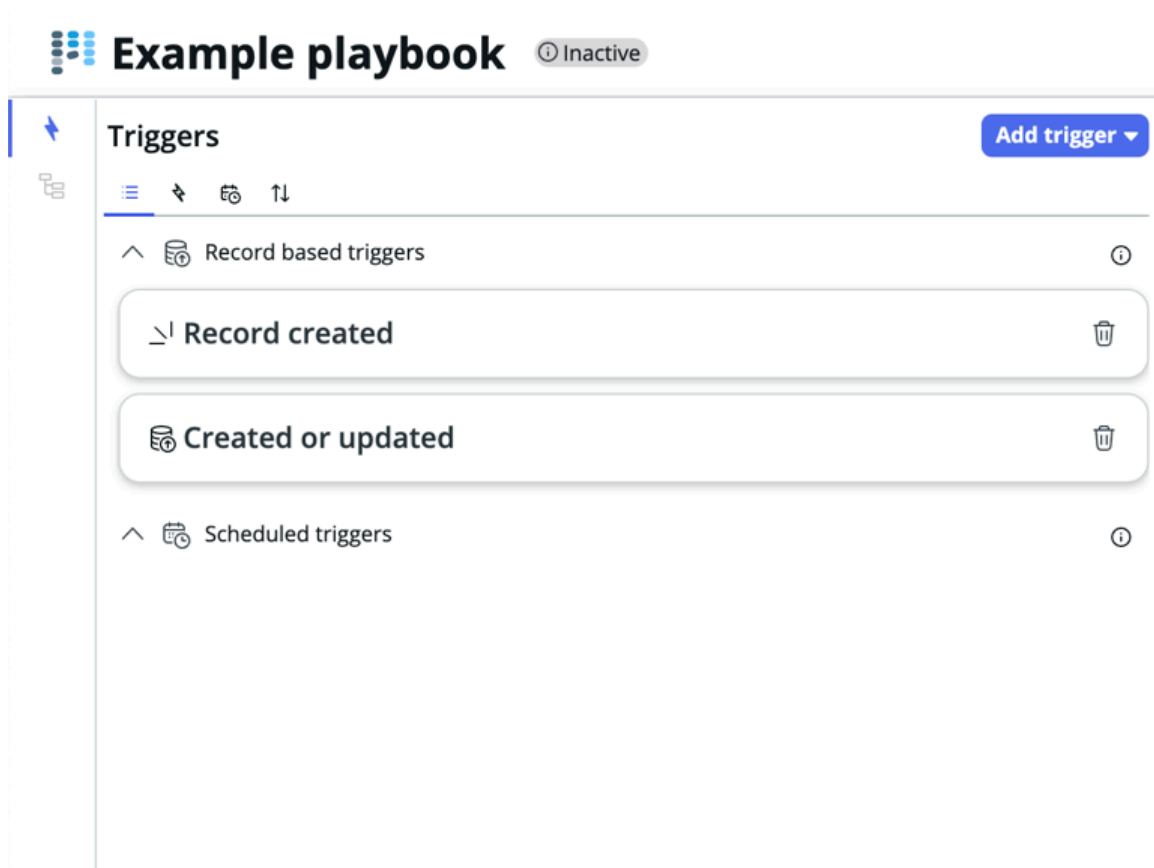 Example playbook
Inactive
Triggers
Add trigger
Record based triggers
Record created
Created or updated
Scheduled triggers